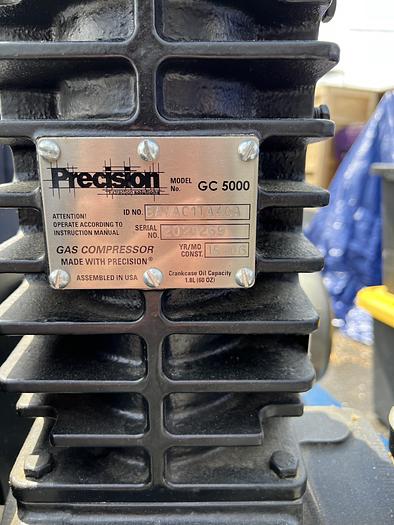 Precision
MODEL No. GC 5000
ATTENTION!
OPERATE ACCORDING TO
INSTRUCTION MANUAL
ID NO.
SERIAL NO.
GAS COMPRESSOR
MADE WITH PRECISION®
YR/MO CONST.
ASSEMBLED IN USA
Crankcase Oil Capacity
1.8L (60 OZ)